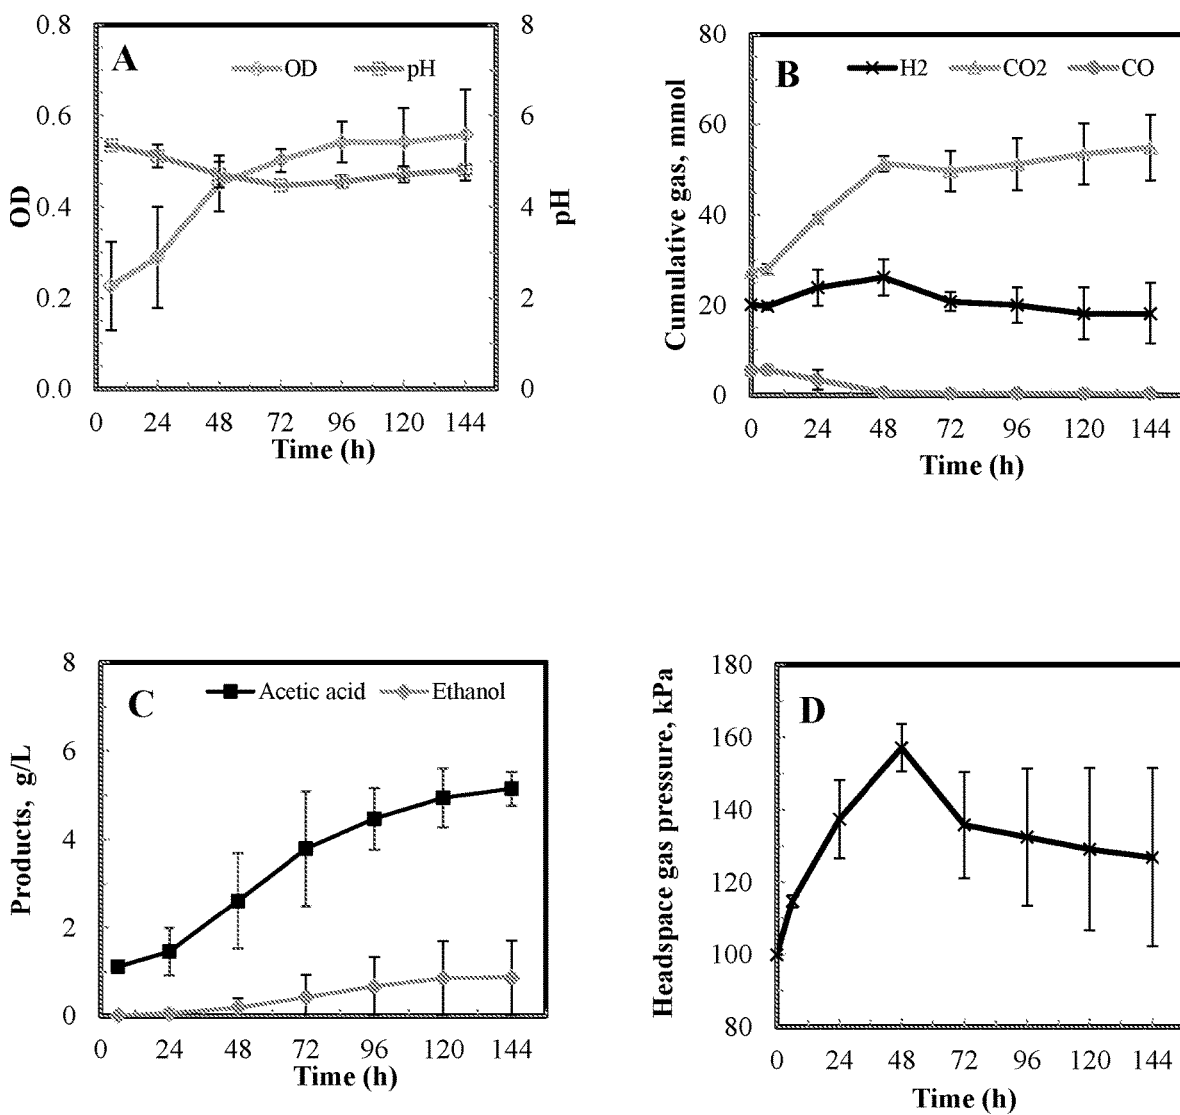 A
OD pH
0.8
0.6
0.4
0.2
0.0
OD
8
6
4
2
0
pH
0 24 48 72 96 120 144
Time (h)
B
H2 CO2 CO
80
60
40
20
0
Cumulative gas, mmol
0 24 48 72 96 120 144
Time (h)
C
Acetic acid Ethanol
8
6
4
2
0
Products, g/L
0 24 48 72 96 120 144
Time (h)
D
180
160
140
120
100
80
Headspace gas pressure, kPa
0 24 48 72 96 120 144
Time (h)